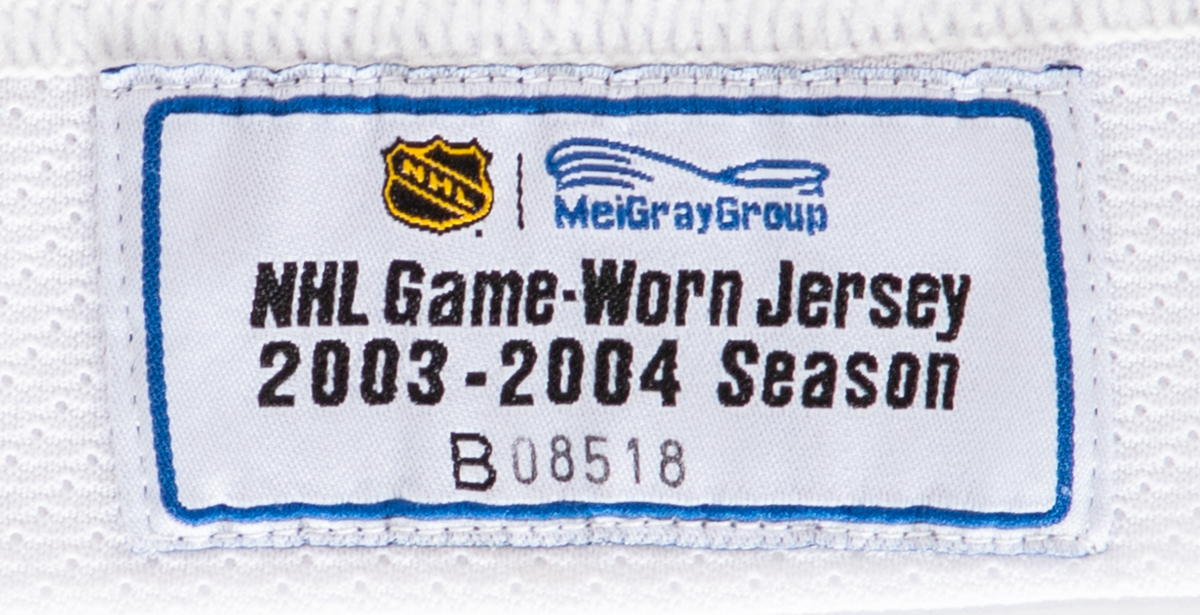 NHL
MeiGrayGroup
NHL Game-Worn Jersey
2003-2004 Season
B08518